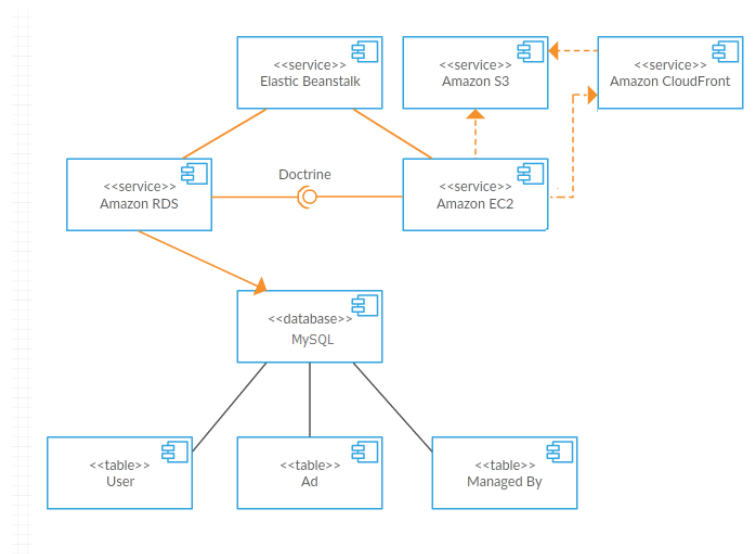 <<service>>
Elastic Beanstalk
<<service>>
Amazon S3
<<service>>
Amazon CloudFront
<<service>>
Amazon RDS
Doctrine
<<service>>
Amazon EC2
<<database>>
MySQL
<<table>>
User
<<table>>
Ad
<<table>>
Managed By